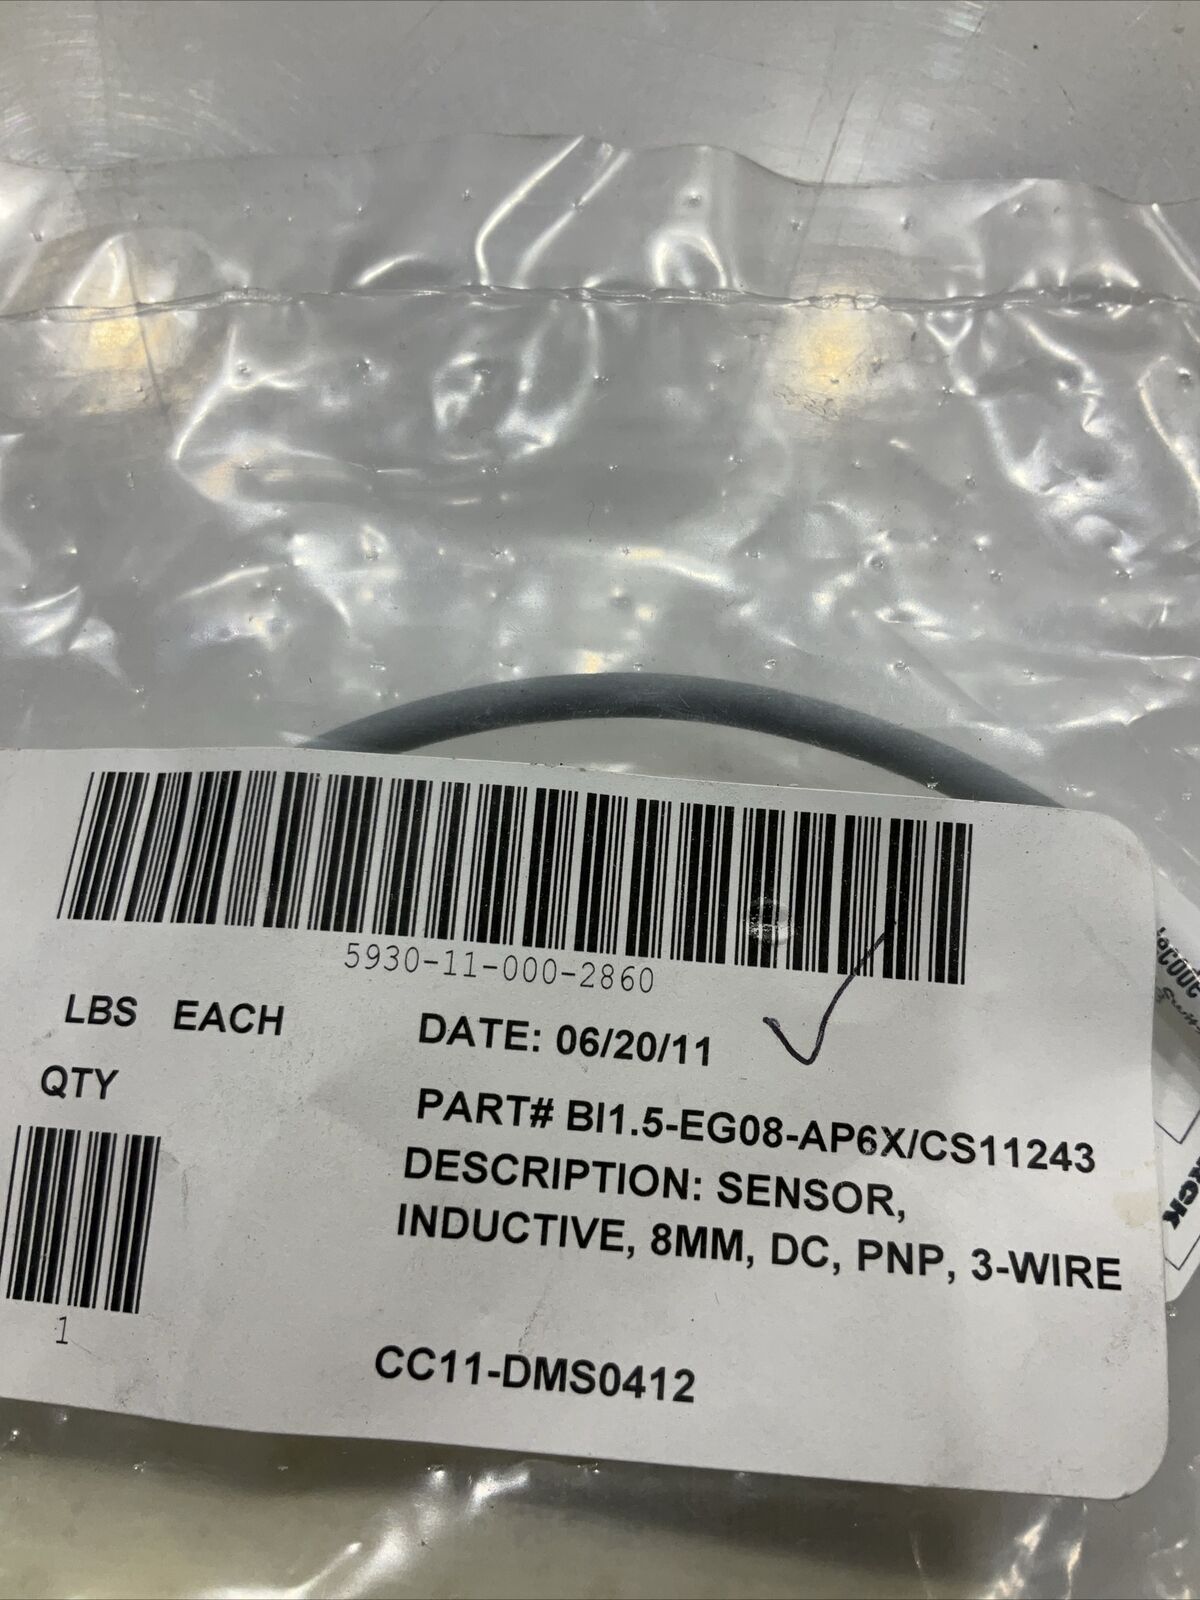 5930-11-000-2860
LBS EACH
DATE: 06/20/11
QTY
PART# BI1.5-EG08-AP6X/CS11243
DESCRIPTION: SENSOR,
INDUCTIVE, 8MM, DC, PNP, 3-WIRE
1
CC11-DMS0412